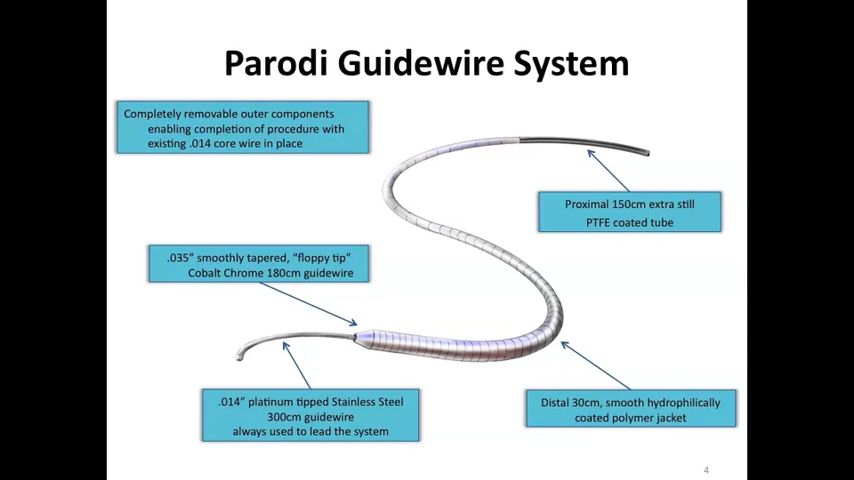 Parodi Guidewire System
Completely removable outer components
enabling completion of procedure with
existing .014 core wire in place
Proximal 150cm extra still
PTFE coated tube
.035” smoothly tapered, “floppy tip”
Cobalt Chrome 180cm guidewire
.014” platinum tipped Stainless Steel
300cm guidewire
always used to lead the system
Distal 30cm, smooth hydrophilically
coated polymer jacket
4